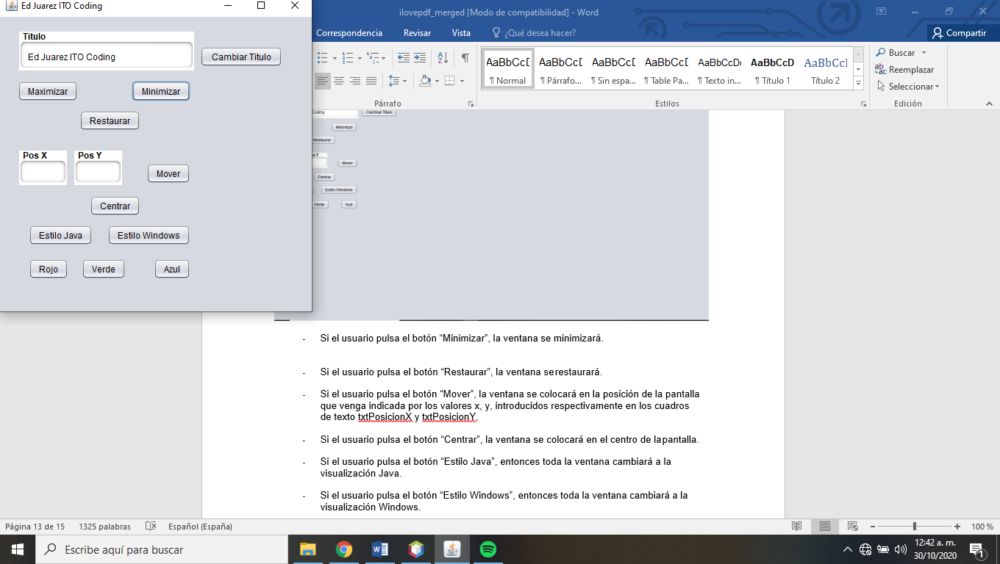 Ed Juarez ITO Coding
Titulo
Ed Juarez ITO Coding
Cambiar Titulo
Maximizar
Minimizar
Restaurar
Pos X
Pos Y
Mover
Centrar
Estilo Java
Estilo Windows
Rojo
Verde
Azul
ilovepdf_merged [Modo de compatibilidad] - Word
Correspondencia
Revisar
Vista
¿Qué desea hacer?
Compartir
Párrafo
AaBbCcD
¶ Normal
AaBbCcD
¶ Párrafo...
AaBbCcD
¶ Sin espa...
AaBbCcD
¶ Table Pa...
AaBbCcDc
¶ Texto in...
AaBbCcD
¶ Título 1
AaBbCcD
Título 2
Estilos
Buscar
Reemplazar
Seleccionar
Edición
Coding
Cambiar Titulo
Minimizar
Restaurar
Mover
Centrar
Estilo Windows
Verde
Azul
- Si el usuario pulsa el botón “Minimizar”, la ventana se minimizará.
- Si el usuario pulsa el botón “Restaurar”, la ventana serestaurará.
- Si el usuario pulsa el botón “Mover”, la ventana se colocará en la posición de la pantalla
que venga indicada por los valores x, y, introducidos respectivamente en los cuadros
de texto txtPosicionX y txtPosicionY.
- Si el usuario pulsa el botón “Centrar”, la ventana se colocará en el centro de lapantalla.
- Si el usuario pulsa el botón “Estilo Java”, entonces toda la ventana cambiará a la
visualización Java.
- Si el usuario pulsa el botón “Estilo Windows”, entonces toda la ventana cambiará a la
visualización Windows.
Página 13 de 15
1325 palabras
Español (España)
100 %
Escribe aquí para buscar
12:42 a. m.
30/10/2020
1